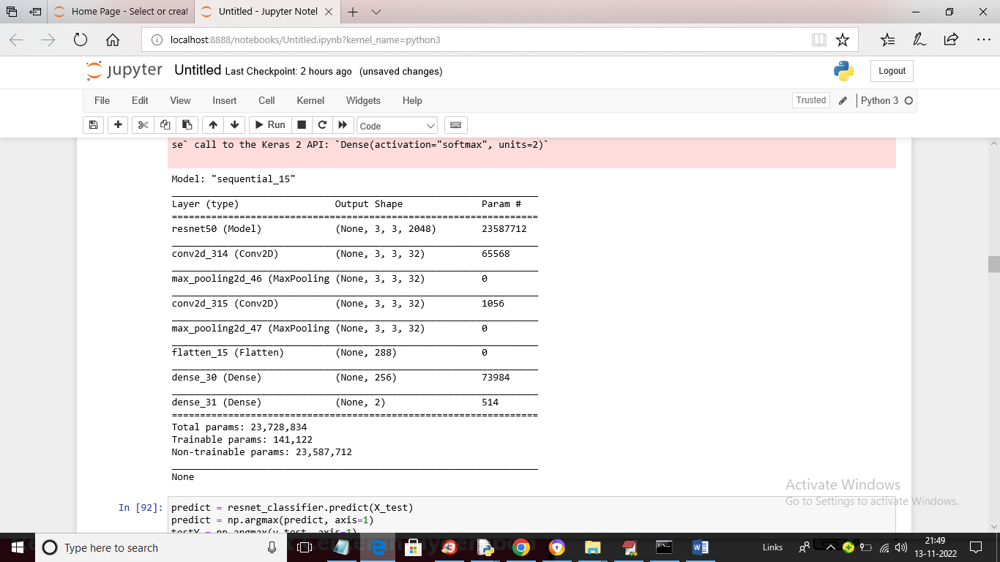 Home Page - Select or creat
Untitled - Jupyter Notel
localhost:8888/notebooks/Untitled.ipynb?kernel_name=python3
jupyter Untitled Last Checkpoint: 2 hours ago (unsaved changes)
Logout
File Edit View Insert Cell Kernel Widgets Help
Trusted Python 3
Run Code
se` call to the Keras 2 API: `Dense(activation="softmax", units=2)`
Model: "sequential_15"
_________________________________________________________________
Layer (type) Output Shape Param #
=================================================================
resnet50 (Model) (None, 3, 3, 2048) 23587712
_________________________________________________________________
conv2d_314 (Conv2D) (None, 3, 3, 32) 65568
_________________________________________________________________
max_pooling2d_46 (MaxPooling (None, 3, 3, 32) 0
_________________________________________________________________
conv2d_315 (Conv2D) (None, 3, 3, 32) 1056
_________________________________________________________________
max_pooling2d_47 (MaxPooling (None, 3, 3, 32) 0
_________________________________________________________________
flatten_15 (Flatten) (None, 288) 0
_________________________________________________________________
dense_30 (Dense) (None, 256) 73984
_________________________________________________________________
dense_31 (Dense) (None, 2) 514
=================================================================
Total params: 23,728,834
Trainable params: 141,122
Non-trainable params: 23,587,712
_________________________________________________________________
None
Activate Windows
Go to Settings to activate Windows.
In [92]: predict = resnet_classifier.predict(X_test)
predict = np.argmax(predict, axis=1)
testY = np.argmax(y_test, axis=1)
Type here to search
Links
21:49
13-11-2022